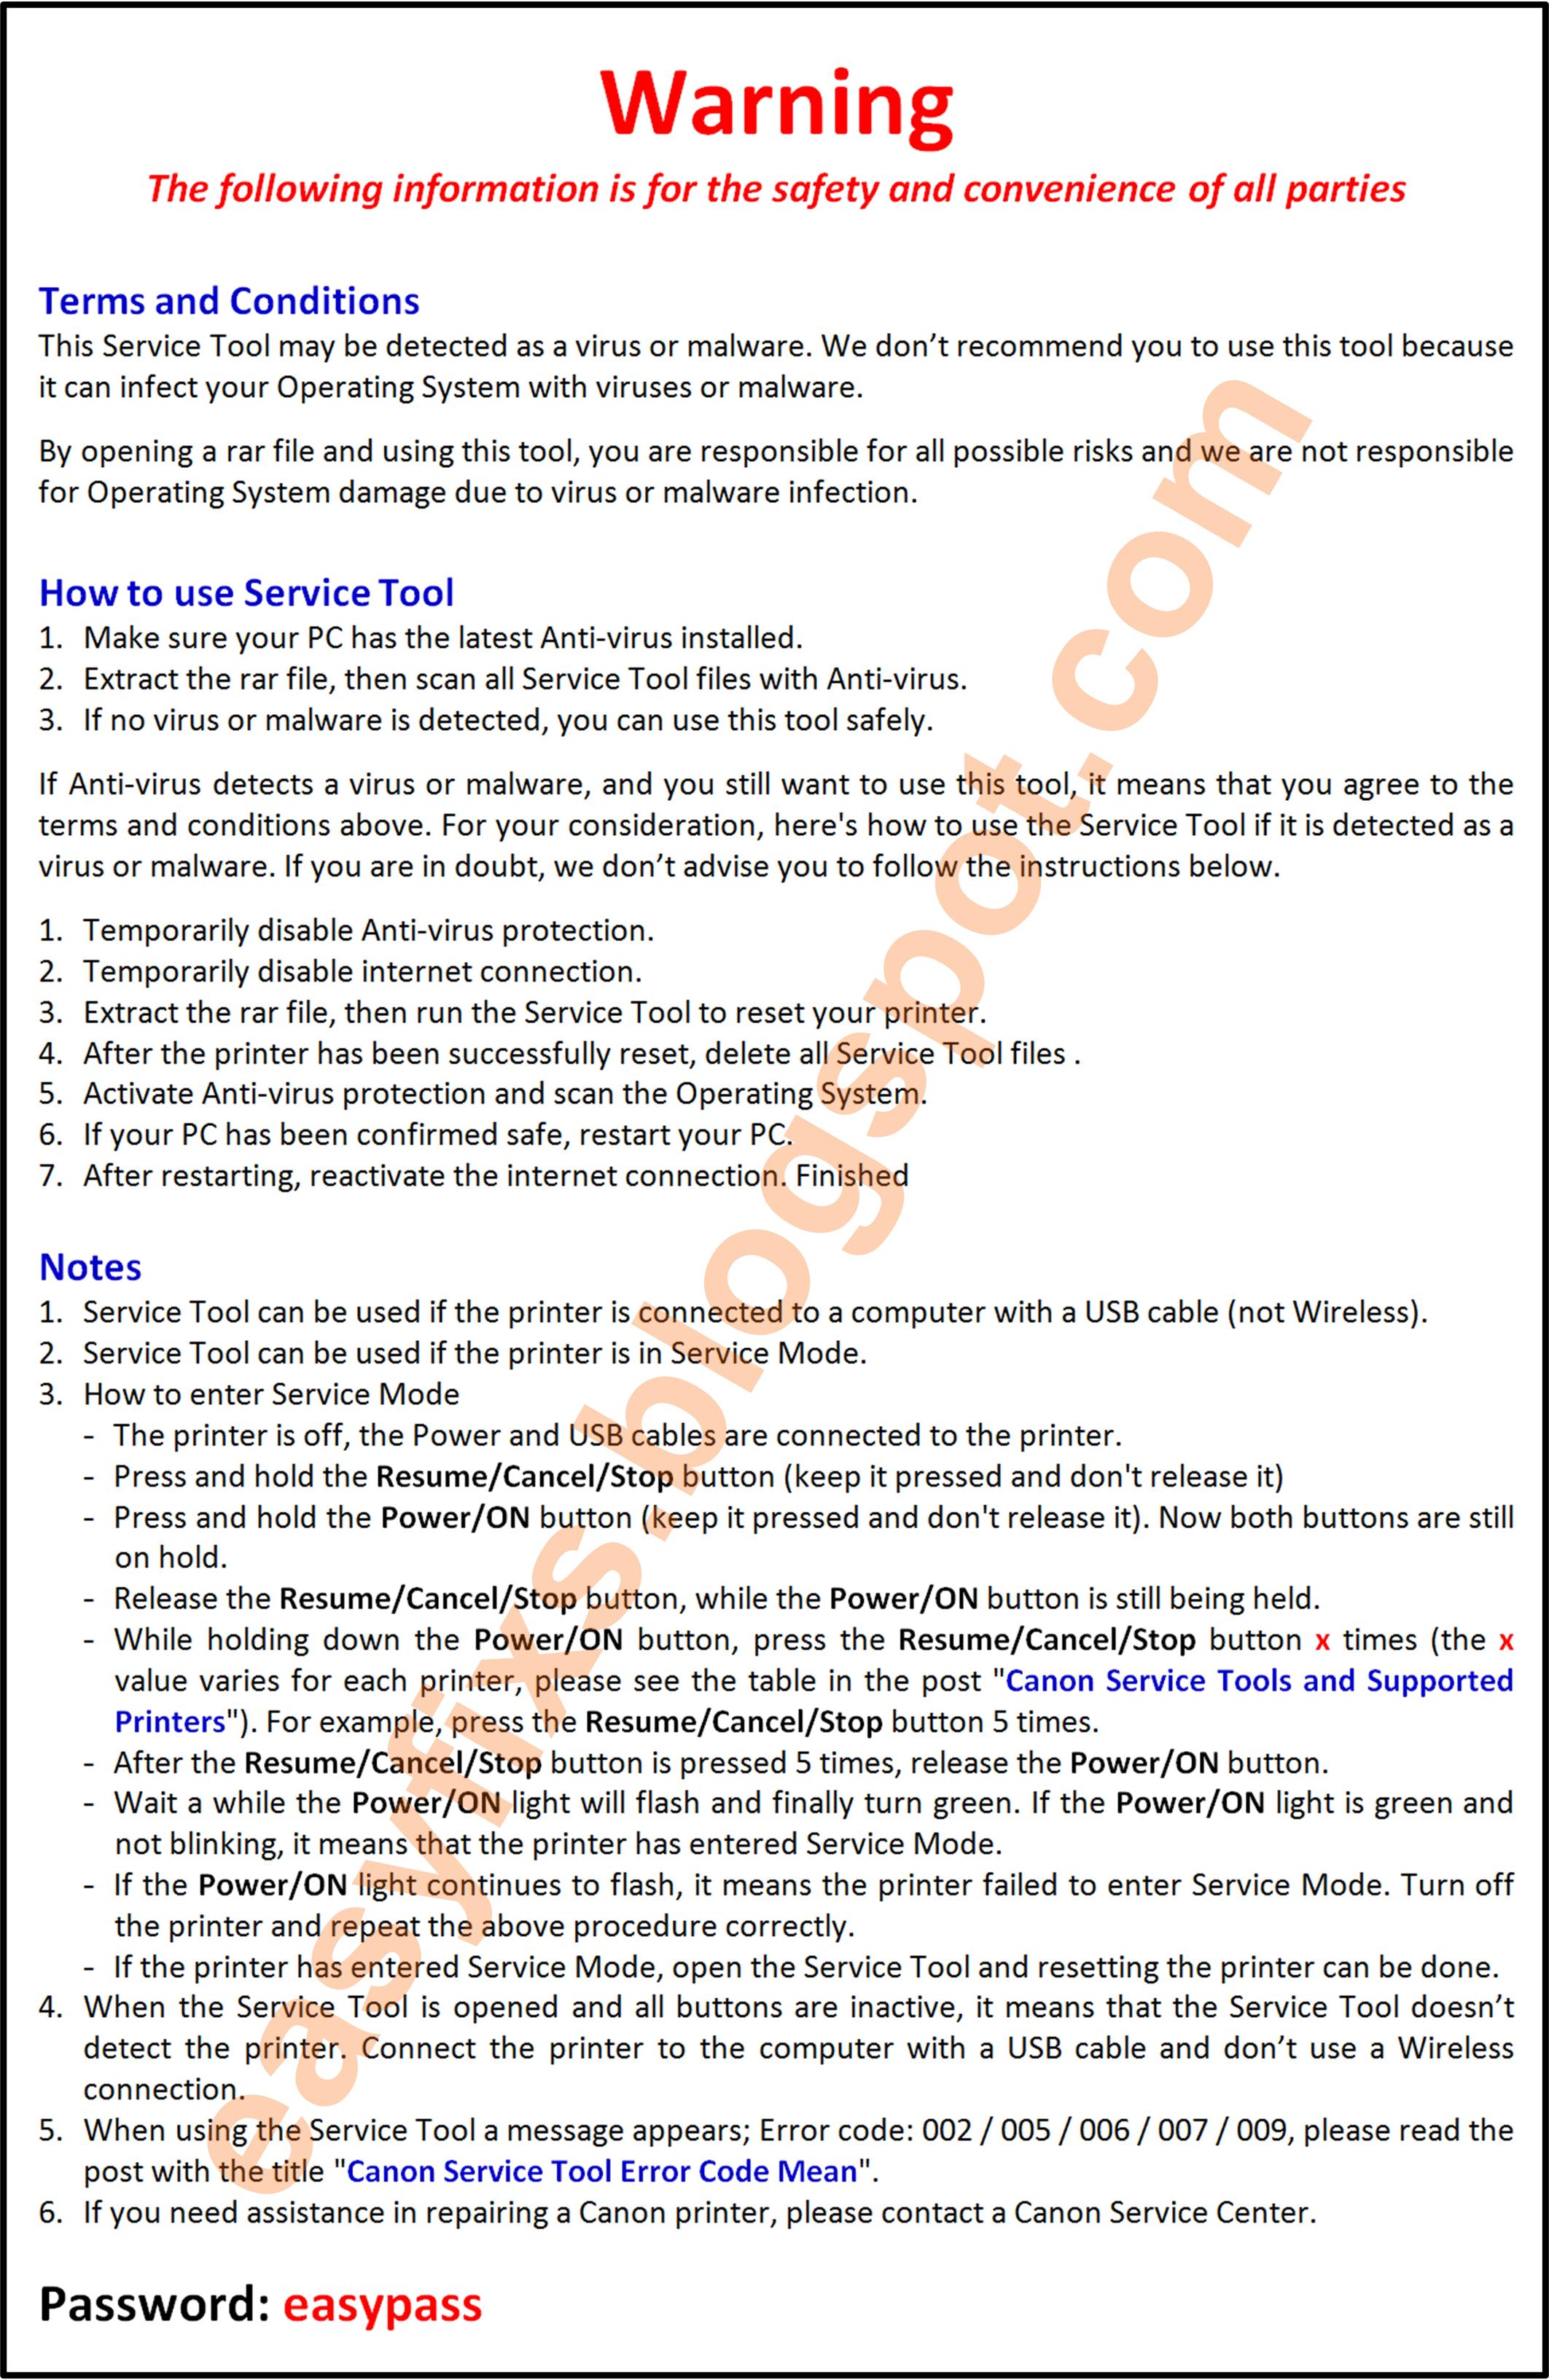 Warning
The following information is for the safety and convenience of all parties
Terms and Conditions
This Service Tool may be detected as a virus or malware. We don’t recommend you to use this tool because
it can infect your Operating System with viruses or malware.
By opening a rar file and using this tool, you are responsible for all possible risks and we are not responsible
for Operating System damage due to virus or malware infection.
How to use Service Tool
1. Make sure your PC has the latest Anti-virus installed.
2. Extract the rar file, then scan all Service Tool files with Anti-virus.
3. If no virus or malware is detected, you can use this tool safely.
If Anti-virus detects a virus or malware, and you still want to use this tool, it means that you agree to the
terms and conditions above. For your consideration, here's how to use the Service Tool if it is detected as a
virus or malware. If you are in doubt, we don’t advise you to follow the instructions below.
1. Temporarily disable Anti-virus protection.
2. Temporarily disable internet connection.
3. Extract the rar file, then run the Service Tool to reset your printer.
4. After the printer has been successfully reset, delete all Service Tool files .
5. Activate Anti-virus protection and scan the Operating System.
6. If your PC has been confirmed safe, restart your PC.
7. After restarting, reactivate the internet connection. Finished
Notes
1. Service Tool can be used if the printer is connected to a computer with a USB cable (not Wireless).
2. Service Tool can be used if the printer is in Service Mode.
3. How to enter Service Mode
- The printer is off, the Power and USB cables are connected to the printer.
- Press and hold the Resume/Cancel/Stop button (keep it pressed and don't release it)
- Press and hold the Power/ON button (keep it pressed and don't release it). Now both buttons are still
on hold.
- Release the Resume/Cancel/Stop button, while the Power/ON button is still being held.
- While holding down the Power/ON button, press the Resume/Cancel/Stop button x times (the x
value varies for each printer, please see the table in the post "Canon Service Tools and Supported
Printers"). For example, press the Resume/Cancel/Stop button 5 times.
- After the Resume/Cancel/Stop button is pressed 5 times, release the Power/ON button.
- Wait a while the Power/ON light will flash and finally turn green. If the Power/ON light is green and
not blinking, it means that the printer has entered Service Mode.
- If the Power/ON light continues to flash, it means the printer failed to enter Service Mode. Turn off
the printer and repeat the above procedure correctly.
- If the printer has entered Service Mode, open the Service Tool and resetting the printer can be done.
4. When the Service Tool is opened and all buttons are inactive, it means that the Service Tool doesn’t
detect the printer. Connect the printer to the computer with a USB cable and don’t use a Wireless
connection.
5. When using the Service Tool a message appears; Error code: 002 / 005 / 006 / 007 / 009, please read the
post with the title "Canon Service Tool Error Code Mean".
6. If you need assistance in repairing a Canon printer, please contact a Canon Service Center.
Password: easypass
easyfixs.blogspot.com